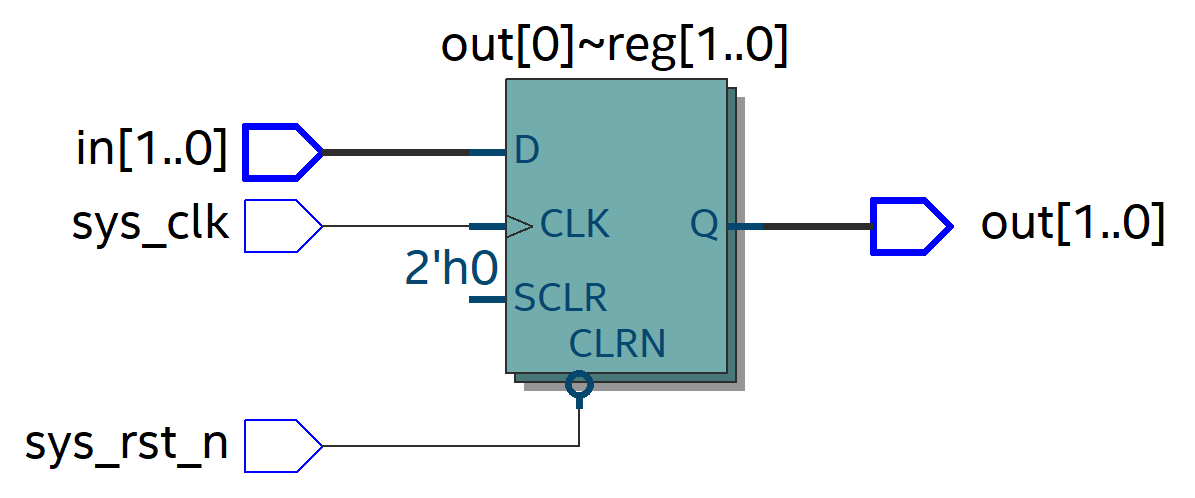 out[0]~reg[1..0]
in[1..0]
D
sys_clk
CLK
Q
out[1..0]
2'h0
SCLR
CLRN
sys_rst_n